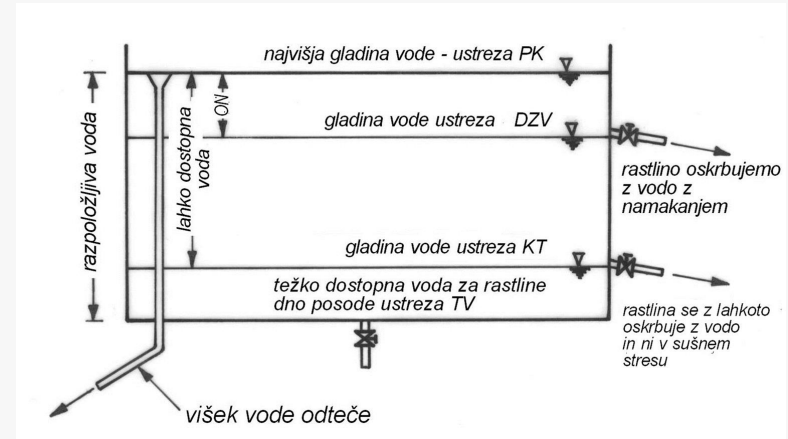 najvišja gladina vode - ustreza PK
gladina vode ustreza DZV
rastlino oskrbujemo
z vodo z
namakanjem
gladina vode ustreza KT
težko dostopna voda za rastline
dno posode ustreza TV
rastlina se z lahkoto
oskrbuje z vodo
in ni v sušnem
stresu
razpoložljiva voda
lahko dostopna
voda
ON
višek vode odteče